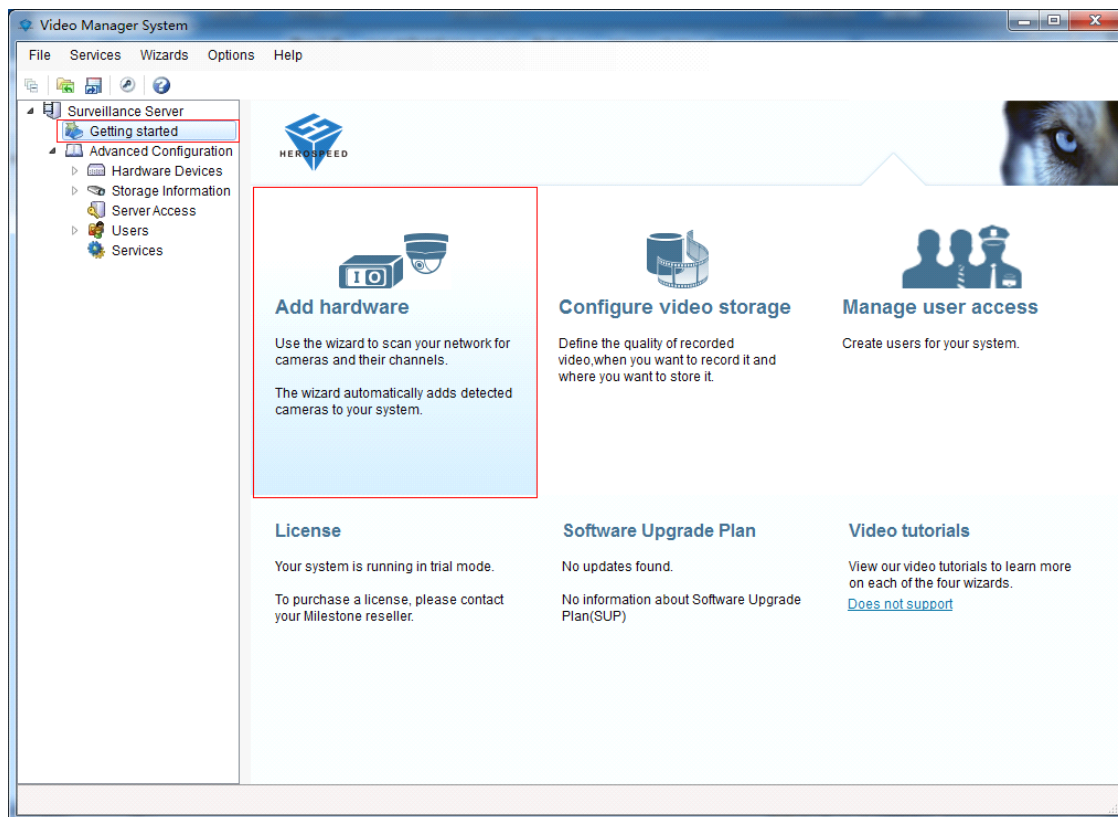 Video Manager System
File Services Wizards Options Help
Surveillance Server
Getting started
Advanced Configuration
Hardware Devices
Storage Information
Server Access
Users
Services
HEROSPEED
Add hardware
Use the wizard to scan your network for
cameras and their channels.
The wizard automatically adds detected
cameras to your system.
Configure video storage
Define the quality of recorded
video,when you want to record it and
where you want to store it.
Manage user access
Create users for your system.
License
Your system is running in trial mode.
To purchase a license, please contact
your Milestone reseller.
Software Upgrade Plan
No updates found.
No information about Software Upgrade
Plan(SUP)
Video tutorials
View our video tutorials to learn more
on each of the four wizards.
Does not support